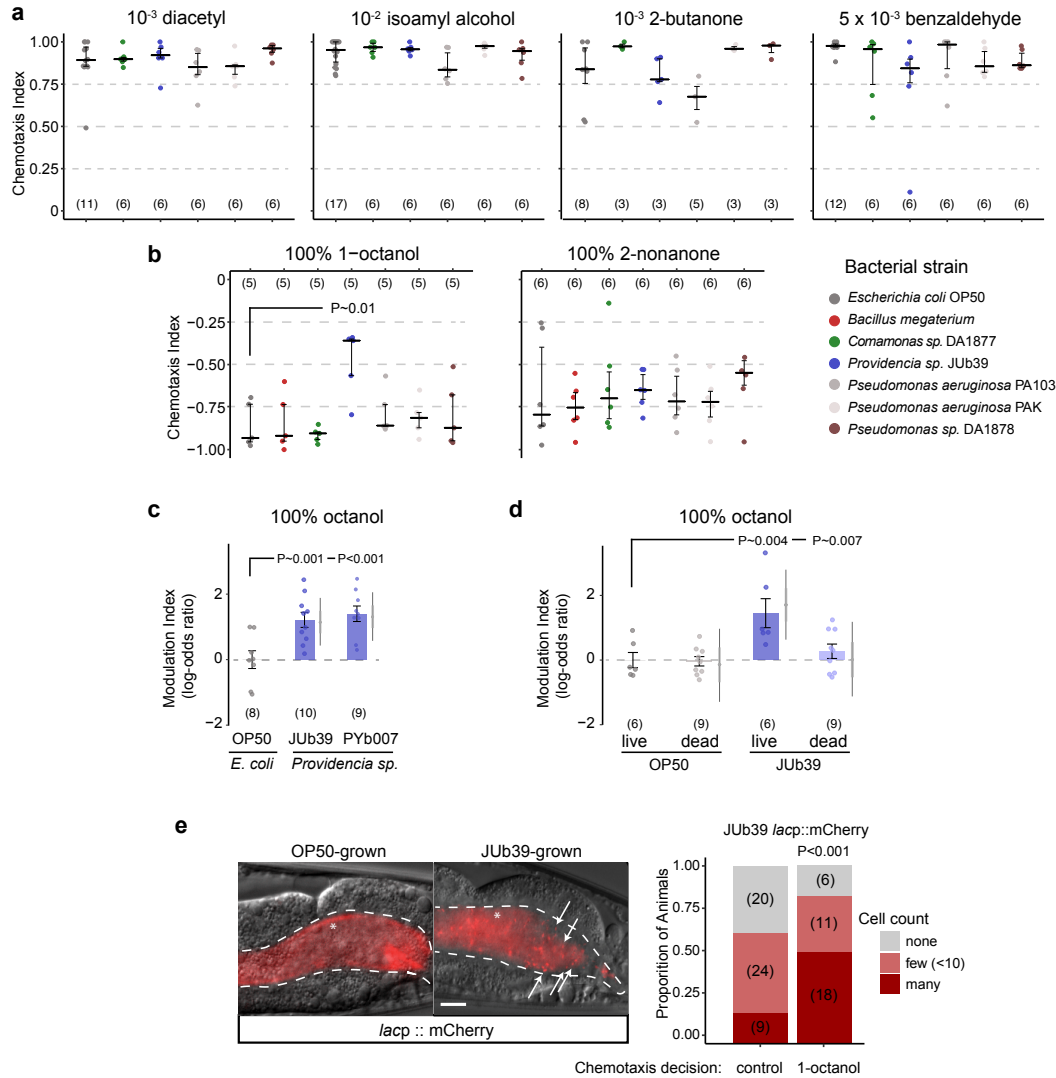 a
10-3 diacetyl
10-2 isoamyl alcohol
10-3 2-butanone
5 x 10-3 benzaldehyde
Chemotaxis Index
1.00
0.75
0.50
0.25
0
(11) (6) (6) (6) (6) (6)
(17) (6) (6) (6) (6) (6)
(8) (3) (3) (5) (3) (3)
(12) (6) (6) (6) (6) (6)
b
100% 1−octanol
100% 2-nonanone
Chemotaxis Index
0
−0.25
−0.50
−0.75
−1.00
(5) (5) (5) (5) (5) (5) (5)
P~0.01
(6) (6) (6) (6) (6) (6) (6)
Bacterial strain
Escherichia coli OP50
Bacillus megaterium
Comamonas sp. DA1877
Providencia sp. JUb39
Pseudomonas aeruginosa PA103
Pseudomonas aeruginosa PAK
Pseudomonas sp. DA1878
c
100% octanol
P~0.001 P<0.001
Modulation Index
(log-odds ratio)
2
0
−2
(8) (10) (9)
OP50 JUb39 PYb007
E. coli Providencia sp.
d
100% octanol
P~0.004 P~0.007
Modulation Index
(log-odds ratio)
2
0
−2
(6) (9) (6) (9)
live dead live dead
OP50 JUb39
e
OP50-grown JUb39-grown
*
*
lacp :: mCherry
JUb39 lacp::mCherry
P<0.001
Proportion of Animals
1.00
0.75
0.50
0.25
0.00
(20)
(24)
(9)
(6)
(11)
(18)
Cell count
none
few (<10)
many
Chemotaxis decision: control 1-octanol